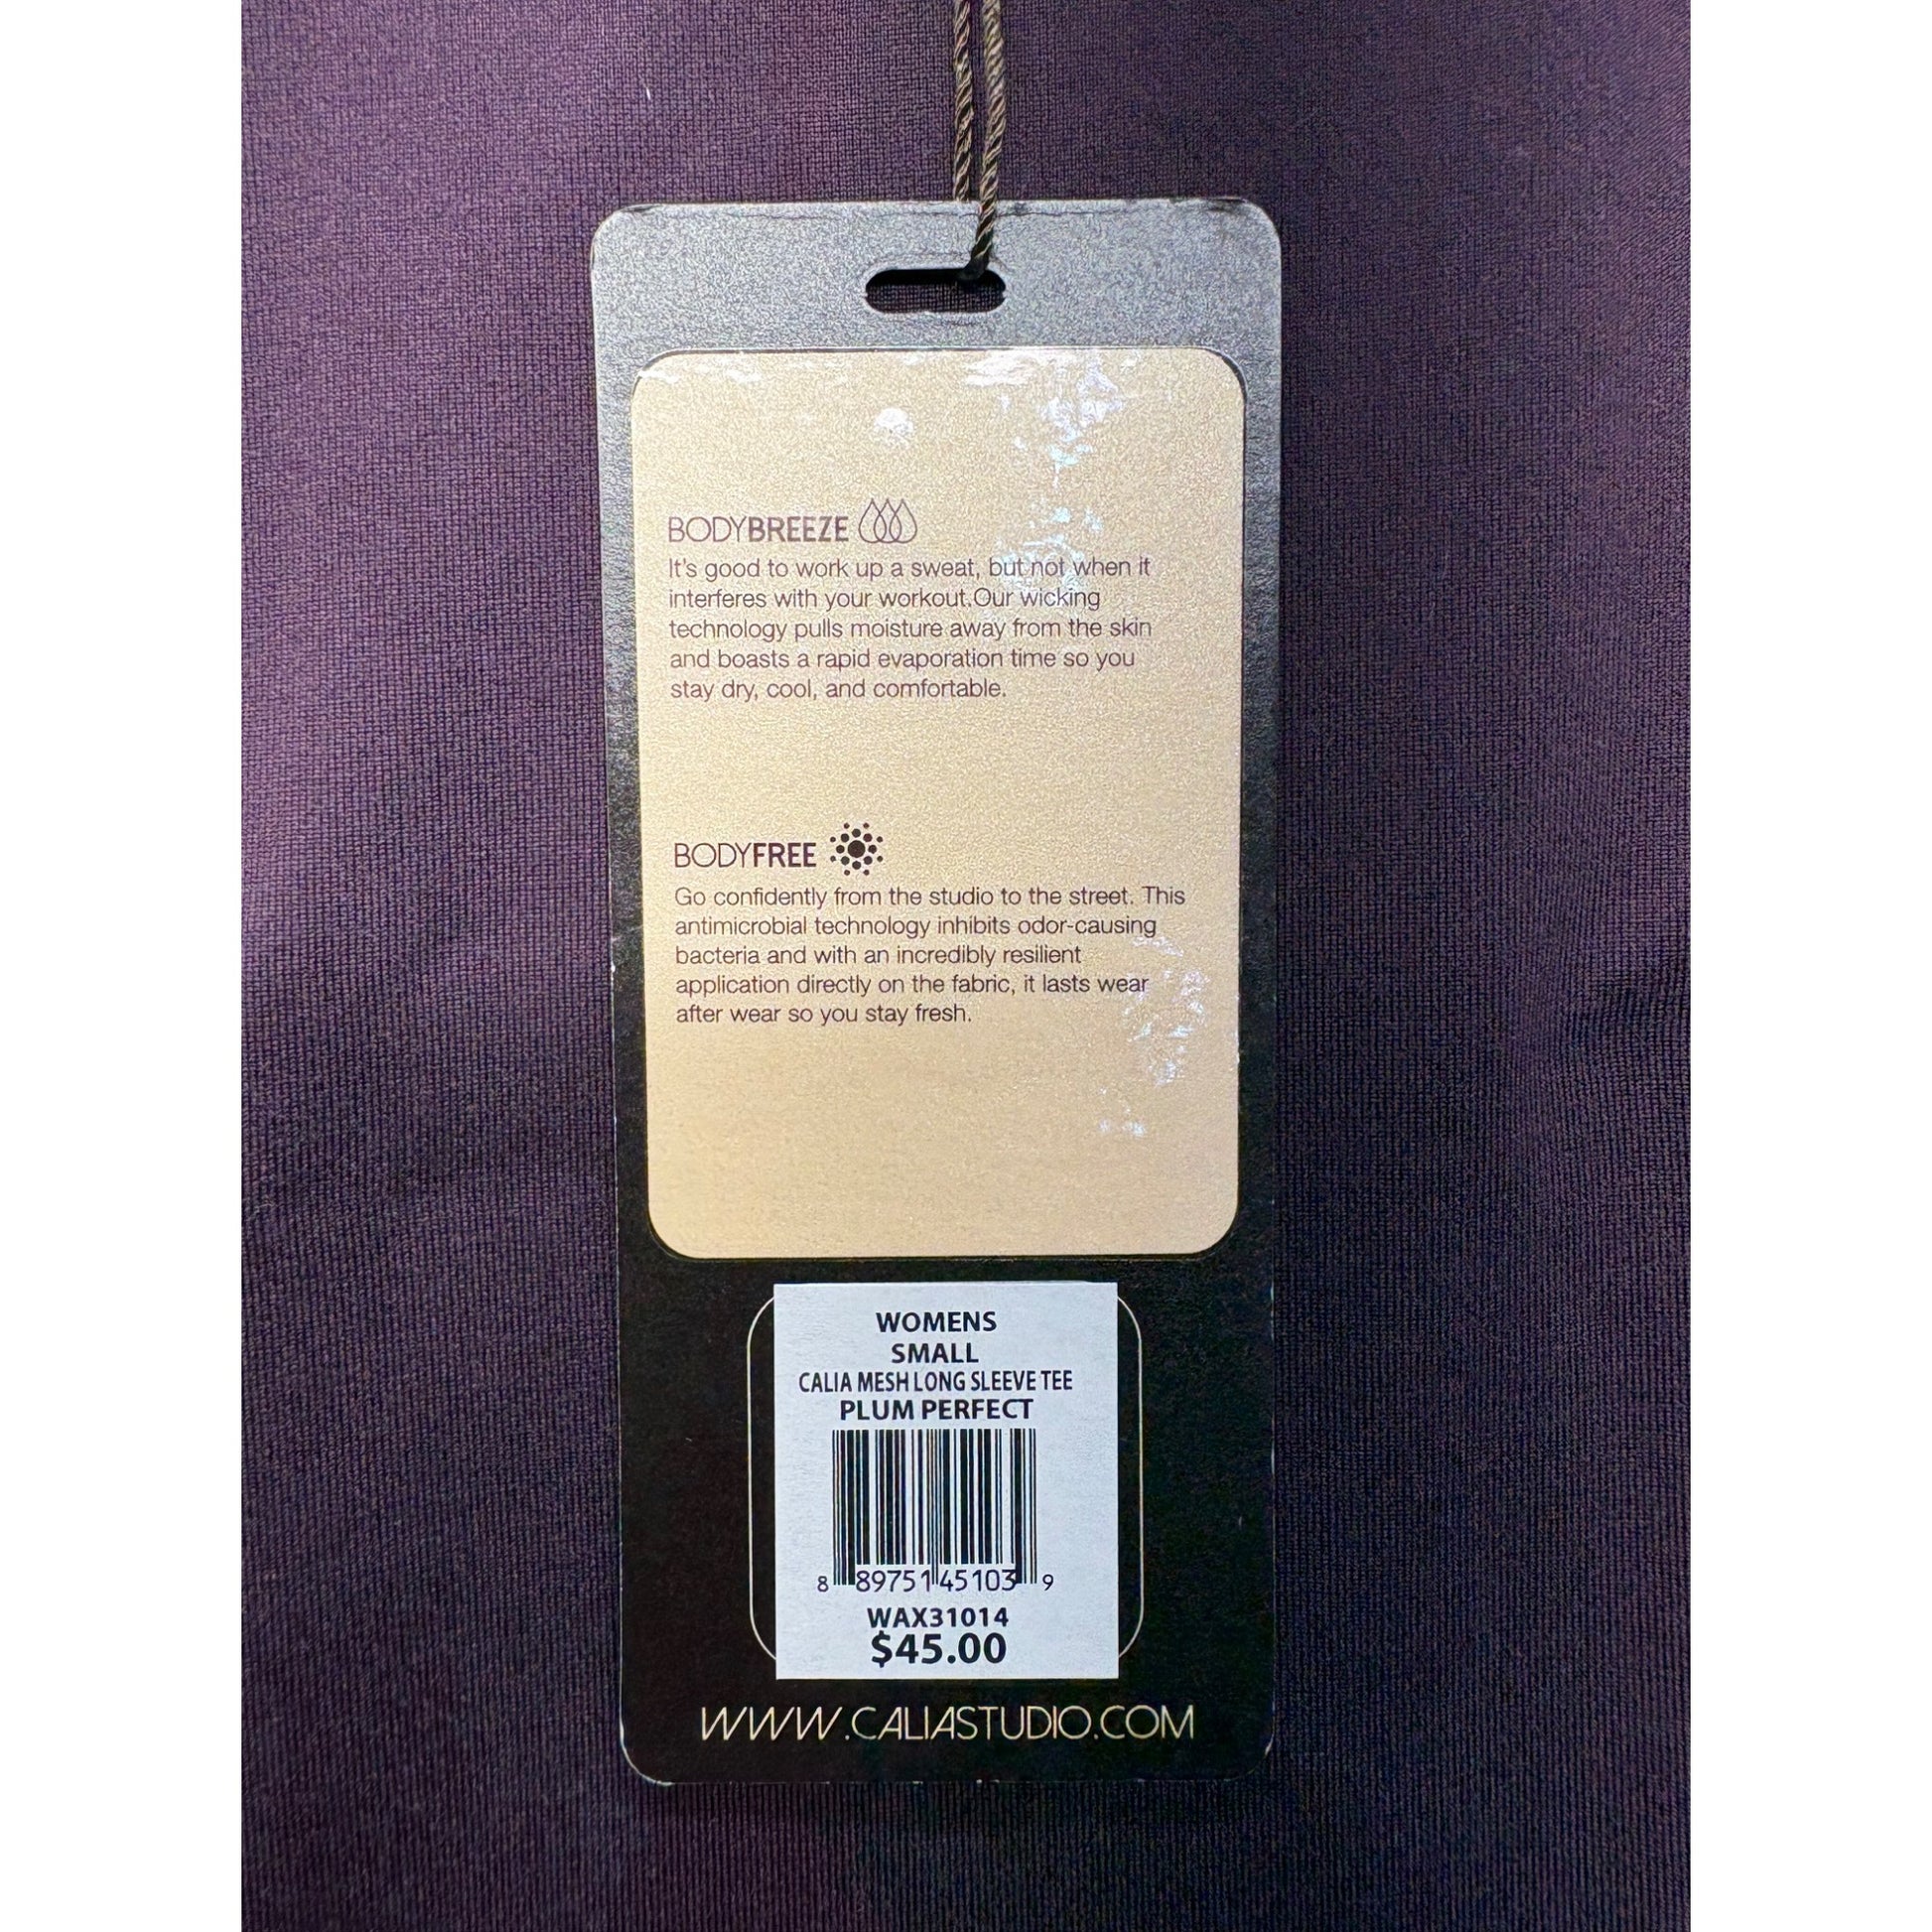 BODYBREEZE
It's good to work up a sweat, but not when it
interferes with your workout.Our wicking
technology pulls moisture away from the skin
and boasts a rapid evaporation time so you
stay dry, cool, and comfortable.
BODYFREE
Go confidently from the studio to the street. This
antimicrobial technology inhibits odor-causing
bacteria and with an incredibly resilient
application directly on the fabric, it lasts wear
after wear so you stay fresh.
WOMENS
SMALL
CALIA MESH LONG SLEEVE TEE
PLUM PERFECT
8 89751 45103 9
WAX31014
$45.00
WWW.CALIASTUDIO.COM